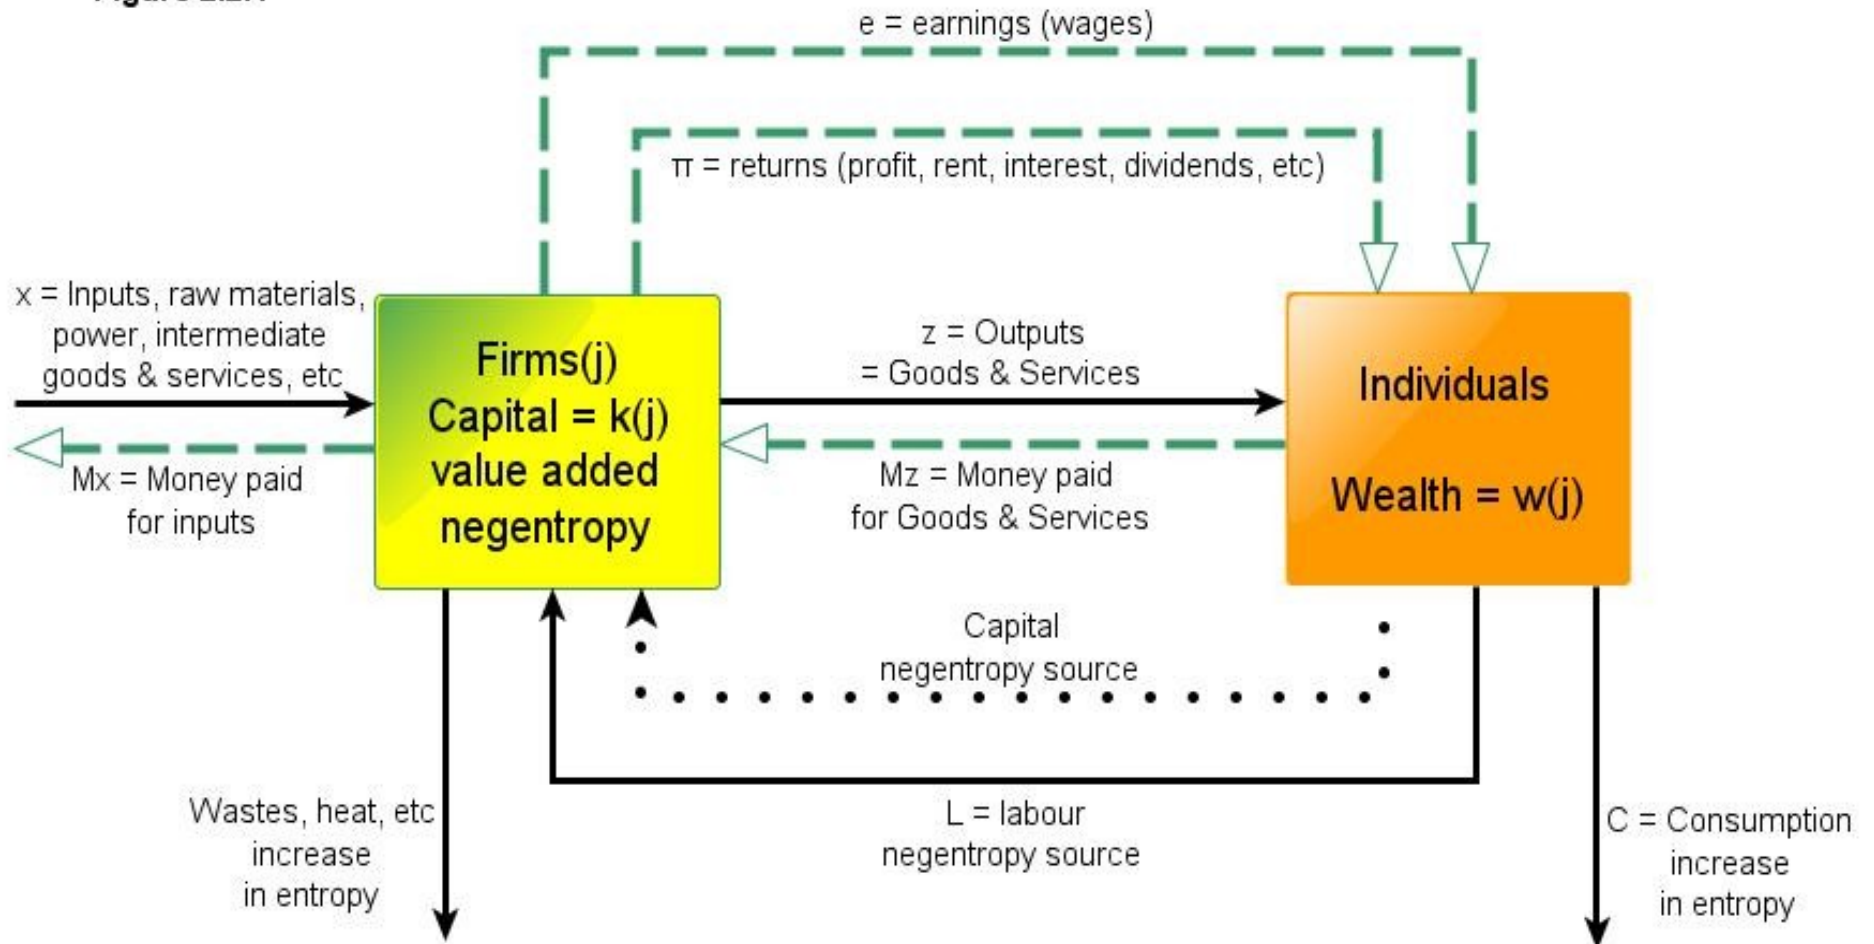 e = earnings (wages)
π = returns (profit, rent, interest, dividends, etc)
x = Inputs, raw materials,
power, intermediate
goods & services, etc
Mx = Money paid
for inputs
Firms(j)
Capital = k(j)
value added
negentropy
z = Outputs
= Goods & Services
Mz = Money paid
for Goods & Services
Individuals
Wealth = w(j)
Capital
negentropy source
L = labour
negentropy source
Wastes, heat, etc
increase
in entropy
C = Consumption
increase
in entropy